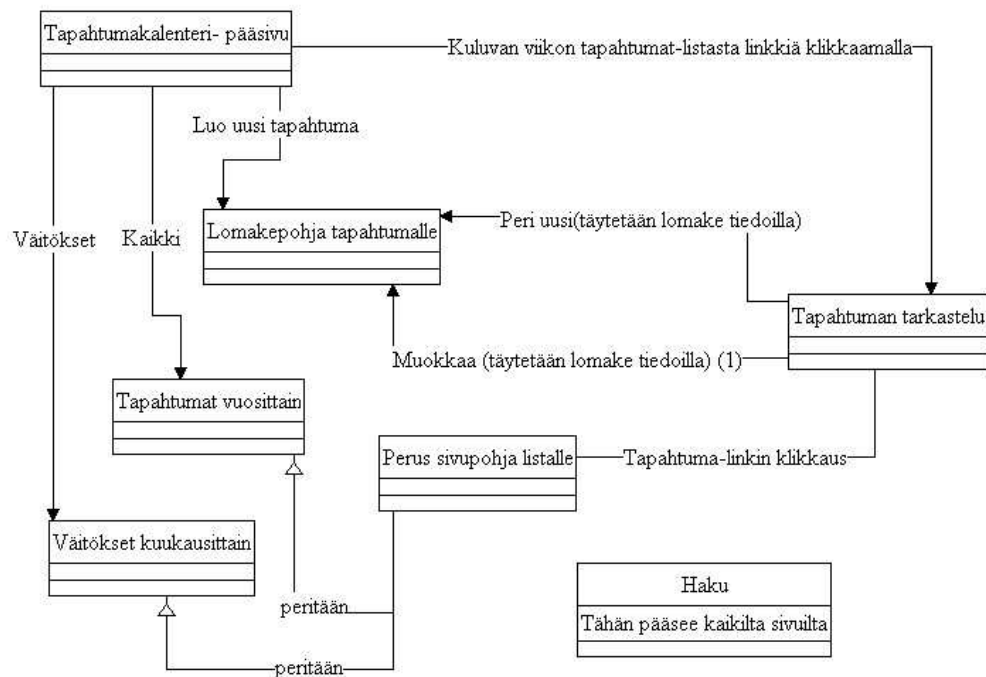 Tapahtumakalenteri- pääsivu
Kuluvan viikon tapahtumat-listasta linkkiä klikkaamalla
Luo uusi tapahtuma
Väitökset
Kaikki
Lomakepohja tapahtumalle
Peri uusi(täytetään lomake tiedoilla)
Tapahtuman tarkastelu
Muokkaa (täytetään lomake tiedoilla) (1)
Tapahtumat vuosittain
Perus sivupohja listalle
Tapahtuma-linkin klikkaus
Väitökset kuukausittain
Haku
Tähän pääsee kaikilta sivuilta
peritään
peritään